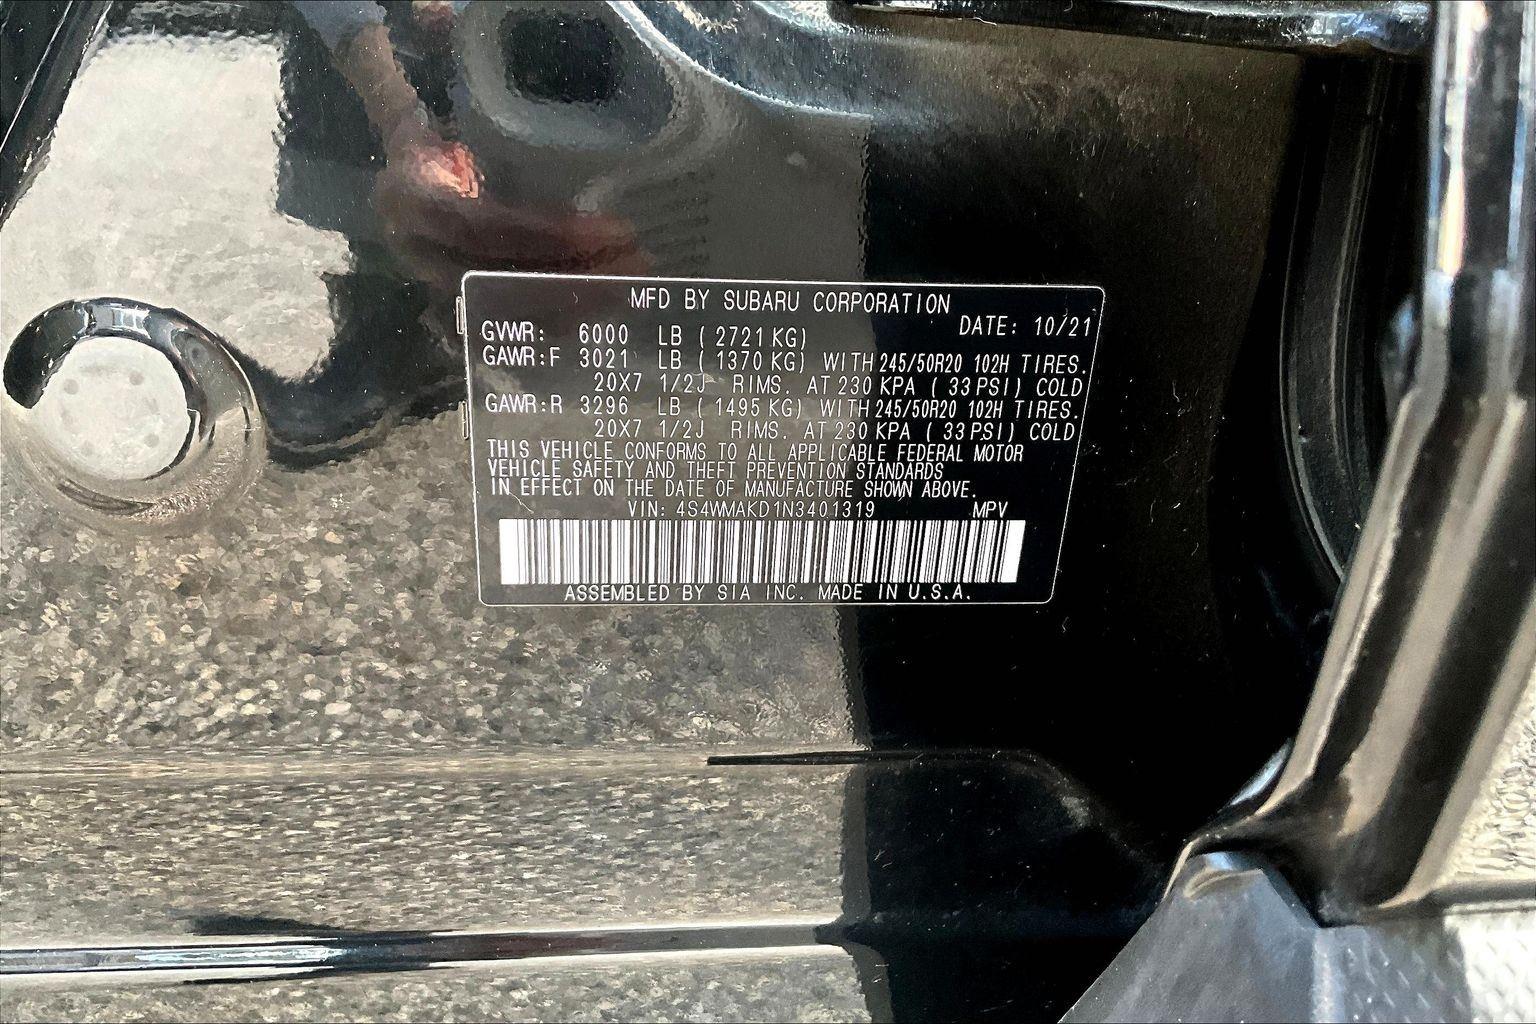 MFD BY SUBARU CORPORATION
DATE: 10/21
GVWR: 6000 LB ( 2721 KG)
GAWR:F 3021 LB ( 1370 KG) WITH 245/50R20 102H TIRES.
20X7 1/2J RIMS. AT 230 KPA ( 33 PSI) COLD
GAWR:R 3296 LB ( 1495 KG) WITH 245/50R20 102H TIRES.
20X7 1/2J RIMS. AT 230 KPA ( 33 PSI) COLD
THIS VEHICLE CONFORMS TO ALL APPLICABLE FEDERAL MOTOR
VEHICLE SAFETY AND THEFT PREVENTION STANDARDS
IN EFFECT ON THE DATE OF MANUFACTURE SHOWN ABOVE.
VIN: 4S4WMAKD1N3401319 MPV
ASSEMBLED BY SIA INC. MADE IN U.S.A.